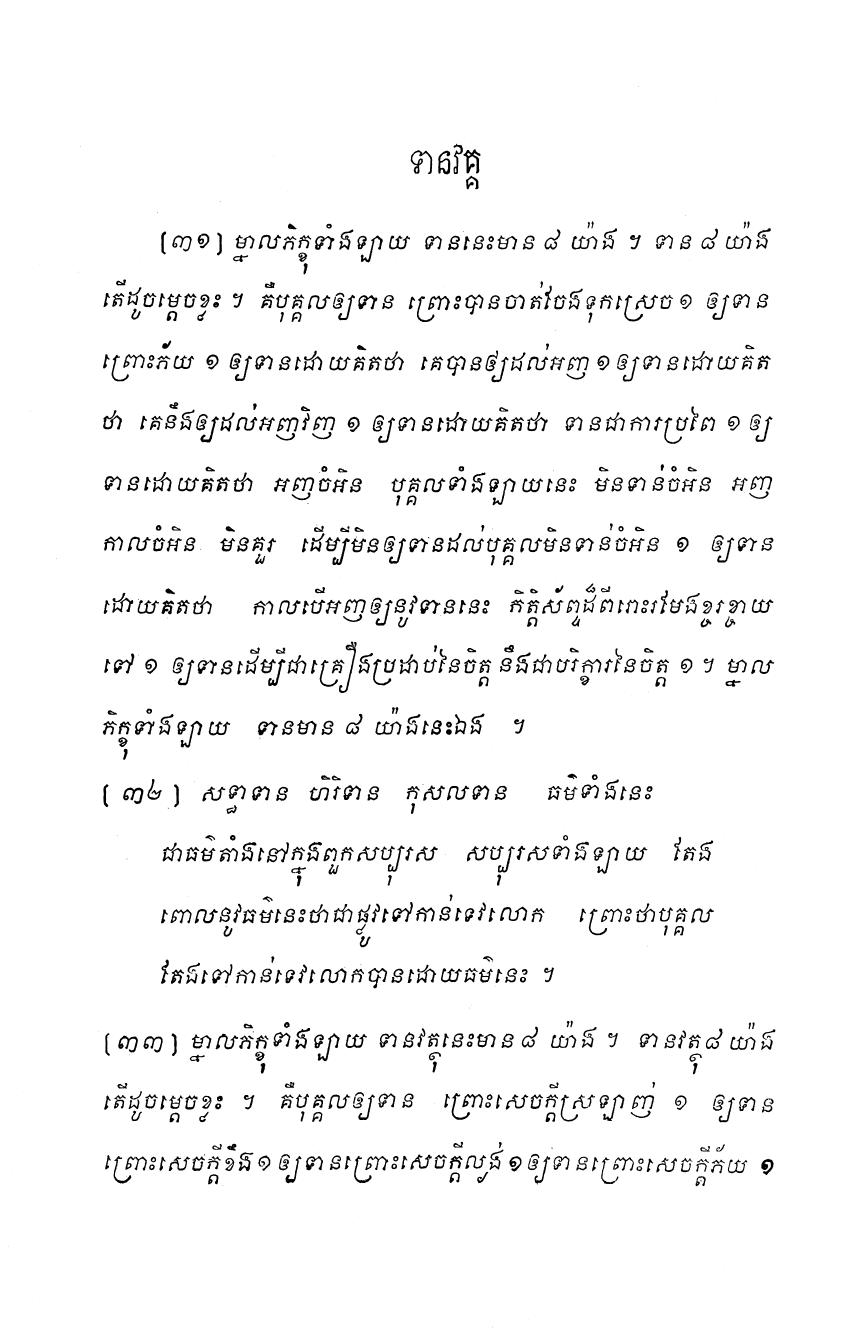 ទានវគ្គ
(៣១) ម្នាលភិក្ខុទាំងឡាយ ទាននេះមាន ៨ យ៉ាង ។ ទាន ៨ យ៉ាង
តើដូចម្តេចខ្លះ ។ គឺបុគ្គលឲ្យទាន ព្រោះបានចាត់ចែងទុកស្រេច ១ ឲ្យទាន
ព្រោះភ័យ ១ ឲ្យទានដោយគិតថា គេបានឲ្យដល់អញ ១ ឲ្យទានដោយគិត
ថា គេនឹងឲ្យដល់អញវិញ ១ ឲ្យទានដោយគិតថា ទានជាការប្រពៃ ១ ឲ្យ
ទានដោយគិតថា អញចំអិន បុគ្គលទាំងឡាយនេះ មិនទាន់ចំអិន អញ
កាលចំអិន មិនគួរ ដើម្បីមិនឲ្យទានដល់បុគ្គលមិនទាន់ចំអិន ១ ឲ្យទាន
ដោយគិតថា កាលបើអញឲ្យនូវទាននេះ កិត្តិស័ព្ទដ៏ពីរោះរមែងខ្ចរខ្ចាយ
ទៅ ១ ឲ្យទានដើម្បីជាគ្រឿងប្រដាប់នៃចិត្ត នឹងជាបរិក្ខារនៃចិត្ត ១ ។ ម្នាល
ភិក្ខុទាំងឡាយ ទានមាន ៨ យ៉ាងនេះឯង ។
(៣២) សទ្ធាទាន ហិរិទាន កុសលទាន ធម៌ទាំងនេះ
ជាធម៌តាំងនៅក្នុងពួកសប្បុរស សប្បុរសទាំងឡាយ តែង
ពោលនូវធម៌នេះថាជាផ្លូវទៅកាន់ទេវលោក ព្រោះថាបុគ្គល
តែងទៅកាន់ទេវលោកបានដោយធម៌នេះ ។
(៣៣) ម្នាលភិក្ខុទាំងឡាយ ទានវត្ថុនេះមាន ៨ យ៉ាង ។ ទានវត្ថុ ៨ យ៉ាង
តើដូចម្តេចខ្លះ ។ គឺបុគ្គលឲ្យទាន ព្រោះសេចក្តីស្រឡាញ់ ១ ឲ្យទាន
ព្រោះសេចក្តីខឹង ១ ឲ្យទានព្រោះសេចក្តីល្ងង់ ១ ឲ្យទានព្រោះសេចក្តីភ័យ ១